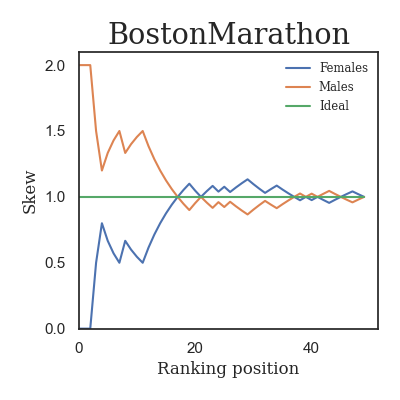 BostonMarathon
Females
Males
Ideal
2.0
1.5
1.0
0.5
0.0
Skew
0 20 40
Ranking position